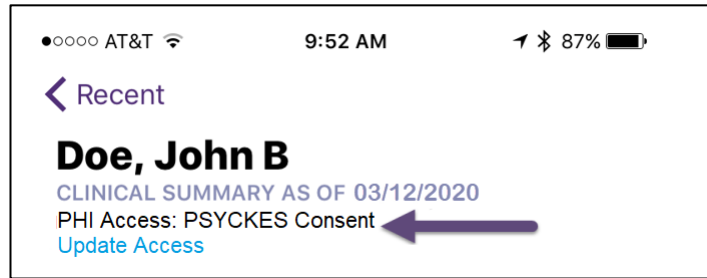 AT&T 9:52 AM 87%
Recent
Doe, John B
CLINICAL SUMMARY AS OF 03/12/2020
PHI Access: PSYCKES Consent
Update Access